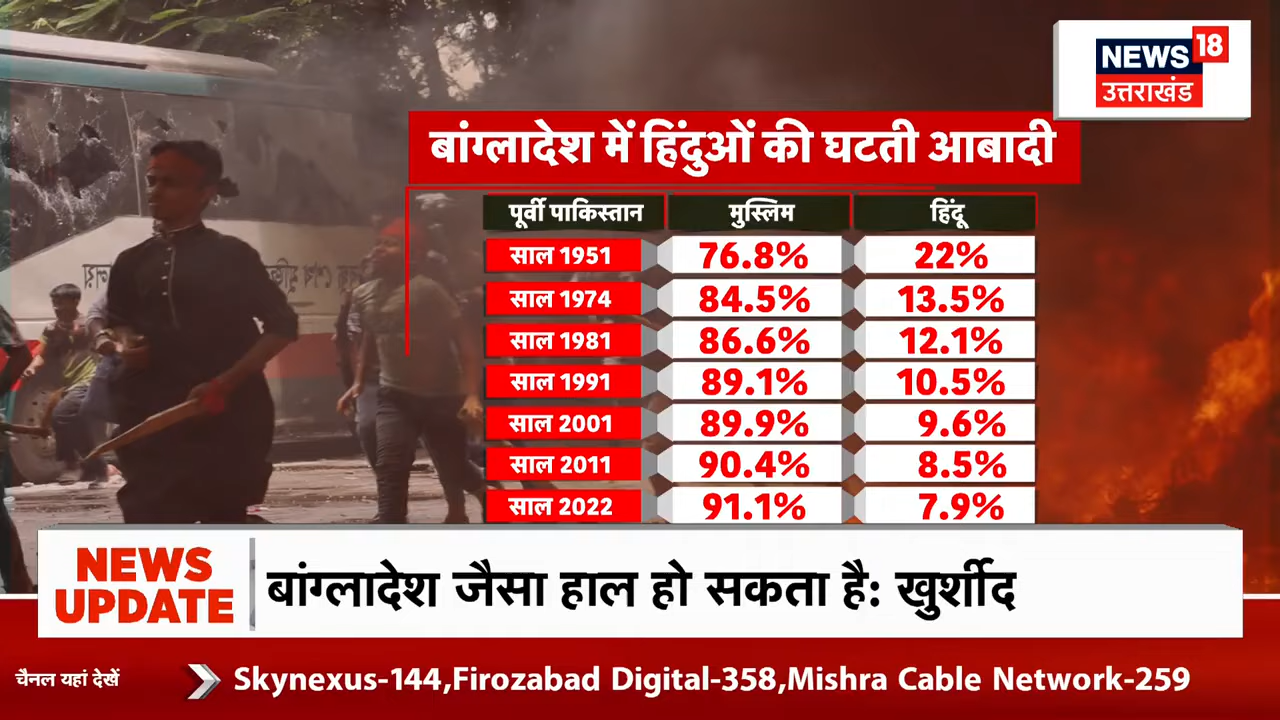 NEWS 18
उत्तराखंड
बांग्लादेश में हिंदुओं की घटती आबादी
पूर्वी पाकिस्तान मुस्लिम हिंदू
साल 1951 76.8% 22%
साल 1974 84.5% 13.5%
साल 1981 86.6% 12.1%
साल 1991 89.1% 10.5%
साल 2001 89.9% 9.6%
साल 2011 90.4% 8.5%
साल 2022 91.1% 7.9%
NEWS
UPDATE
बांग्लादेश जैसा हाल हो सकता है: खुर्शीद
चैनल यहां देखें Skynexus-144,Firozabad Digital-358,Mishra Cable Network-259